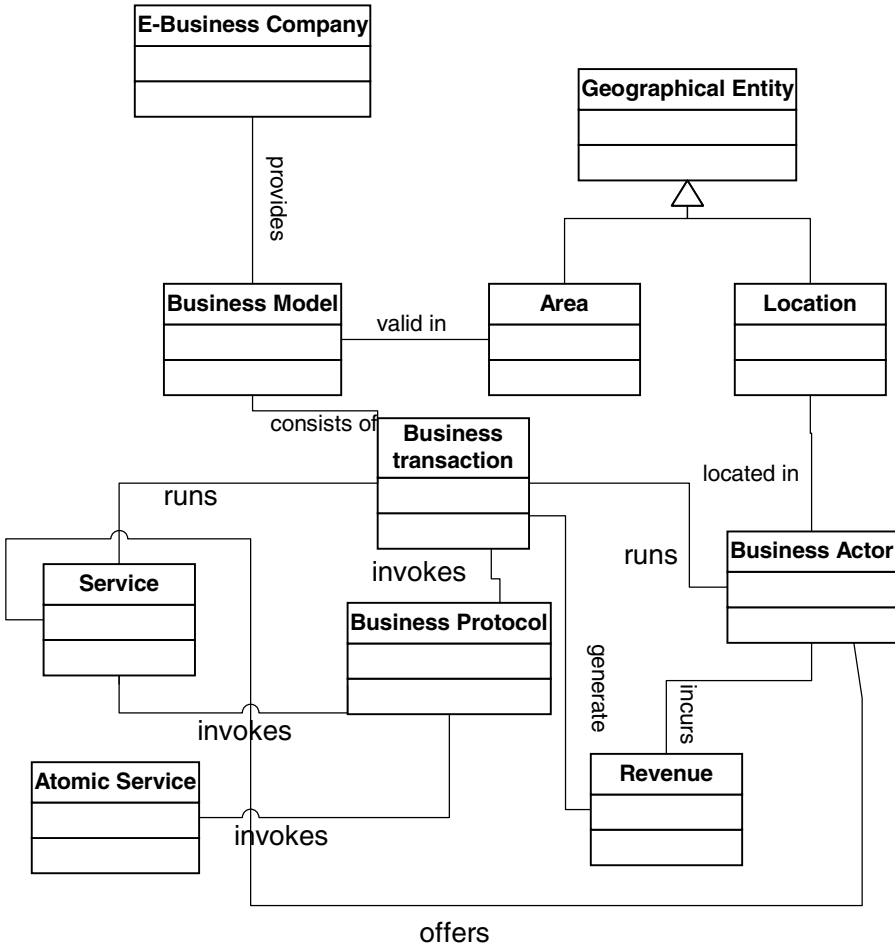 E-Business Company
Geographical Entity
provides
Business Model
valid in
Area
Location
consists of
Business
transaction
located in
runs
Business Actor
runs
invokes
Service
Business Protocol
generate
incurs
invokes
Revenue
Atomic Service
invokes
offers